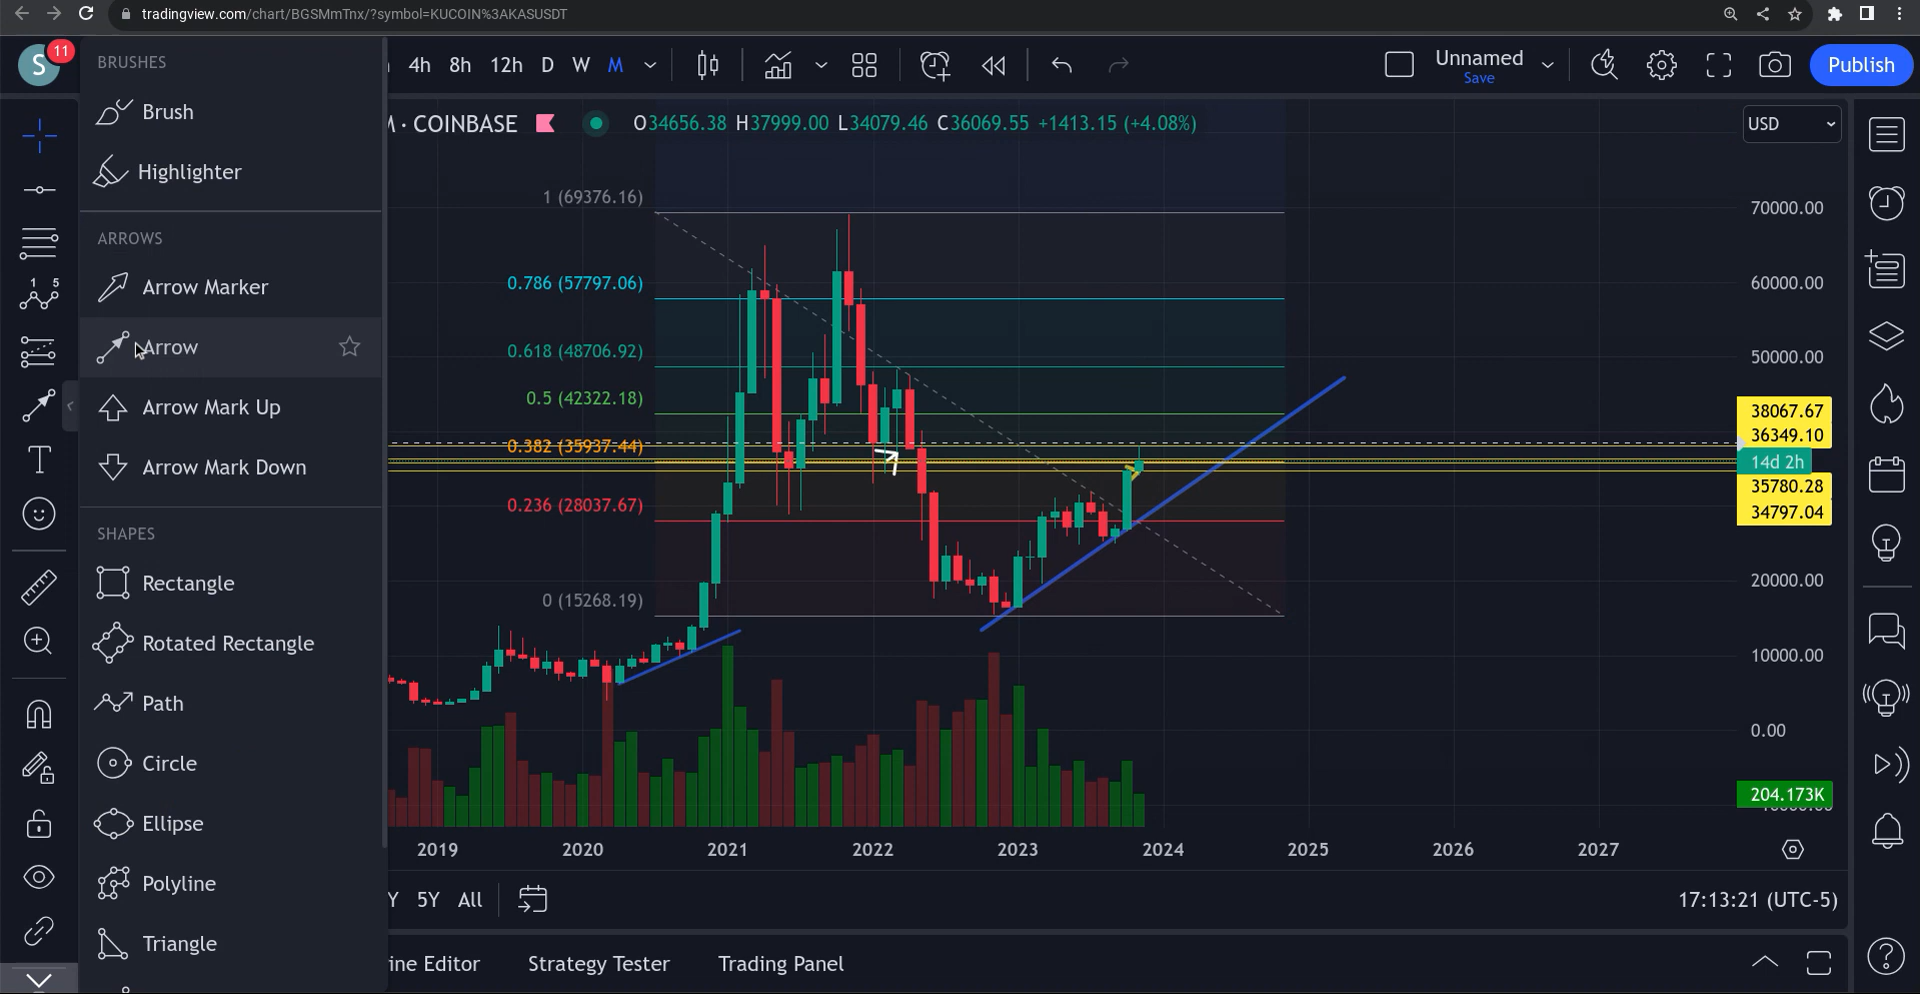 tradingview.com/chart/BGSMmTnx/?symbol=KUCOIN%3AKASUSDT
S
11
4h 8h 12h D W M
Unnamed
Save
Publish
BRUSHES
Brush
Highlighter
ARROWS
Arrow Marker
Arrow
Arrow Mark Up
Arrow Mark Down
SHAPES
Rectangle
Rotated Rectangle
Path
Circle
Ellipse
Polyline
Triangle
1 5
T
· COINBASE O34656.38 H37999.00 L34079.46 C36069.55 +1413.15 (+4.08%)
USD
1 (69376.16)
0.786 (57797.06)
0.618 (48706.92)
0.5 (42322.18)
0.382 (35937.44)
0.236 (28037.67)
0 (15268.19)
70000.00
60000.00
50000.00
38067.67
36349.10
14d 2h
35780.28
34797.04
20000.00
10000.00
0.00
204.173K
2019 2020 2021 2022 2023 2024 2025 2026 2027
Y 5Y All
17:13:21 (UTC-5)
ine Editor Strategy Tester Trading Panel